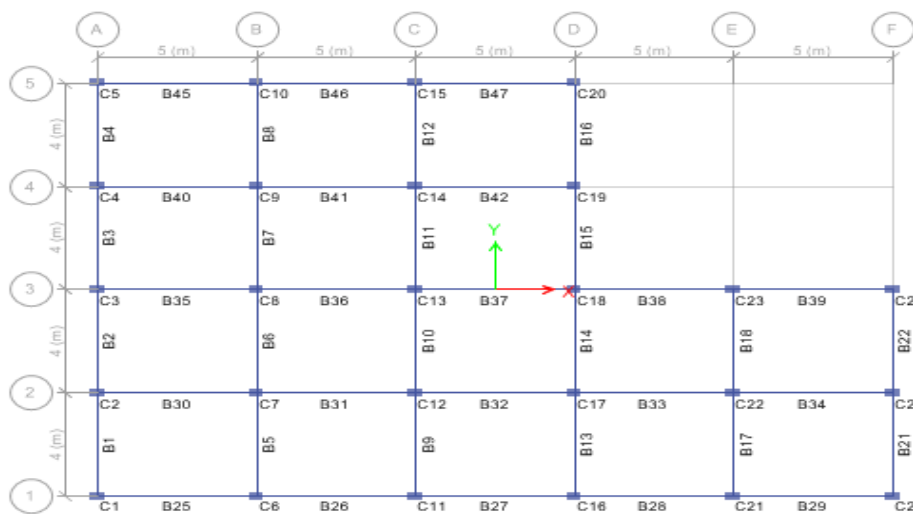 A B C D E F
5 (m) 5 (m) 5 (m) 5 (m) 5 (m)
5
C5 B45 C10 B46 C15 B47 C20
4 (m) B4 B8 B12 B16
4
C4 B40 C9 B41 C14 B42 C19
4 (m) B3 B7 B11 Y B15
3
C3 B35 C8 B36 C13 B37 X C18 B38 C23 B39 C2
4 (m) B2 B6 B10 B14 B18 B22
2
C2 B30 C7 B31 C12 B32 C17 B33 C22 B34 C2
4 (m) B1 B5 B9 B13 B17 B21
1
C1 B25 C6 B26 C11 B27 C16 B28 C21 B29 C2